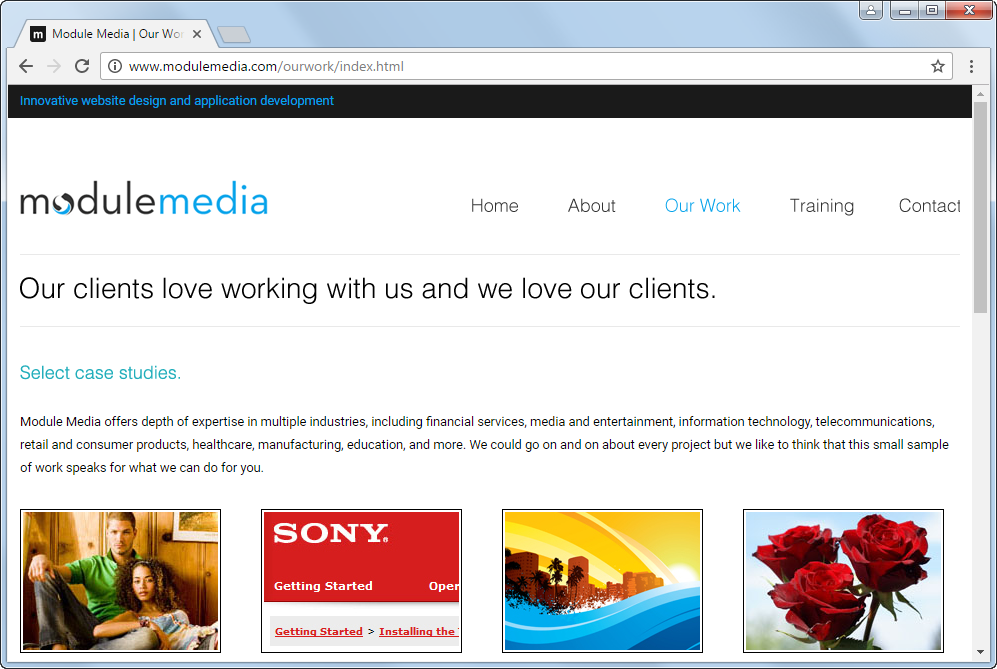 m Module Media | Our Wor
www.modulemedia.com/ourwork/index.html
Innovative website design and application development
modulemedia
Home About Our Work Training Contact
Our clients love working with us and we love our clients.
Select case studies.
Module Media offers depth of expertise in multiple industries, including financial services, media and entertainment, information technology, telecommunications,
retail and consumer products, healthcare, manufacturing, education, and more. We could go on and on about every project but we like to think that this small sample
of work speaks for what we can do for you.
SONY®
Getting Started Oper
Getting Started > Installing the